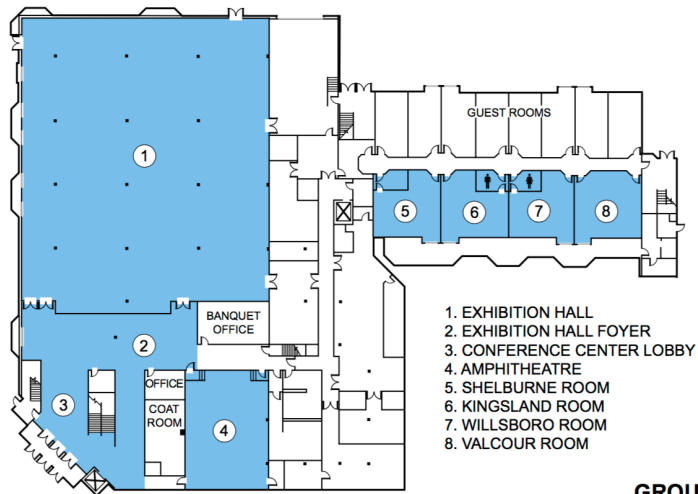 1
GUEST ROOMS
5
6
7
8
BANQUET
OFFICE
2
OFFICE
COAT
ROOM
3
4
1. EXHIBITION HALL
2. EXHIBITION HALL FOYER
3. CONFERENCE CENTER LOBBY
4. AMPHITHEATRE
5. SHELBURNE ROOM
6. KINGSLAND ROOM
7. WILLSBORO ROOM
8. VALCOUR ROOM
GROU